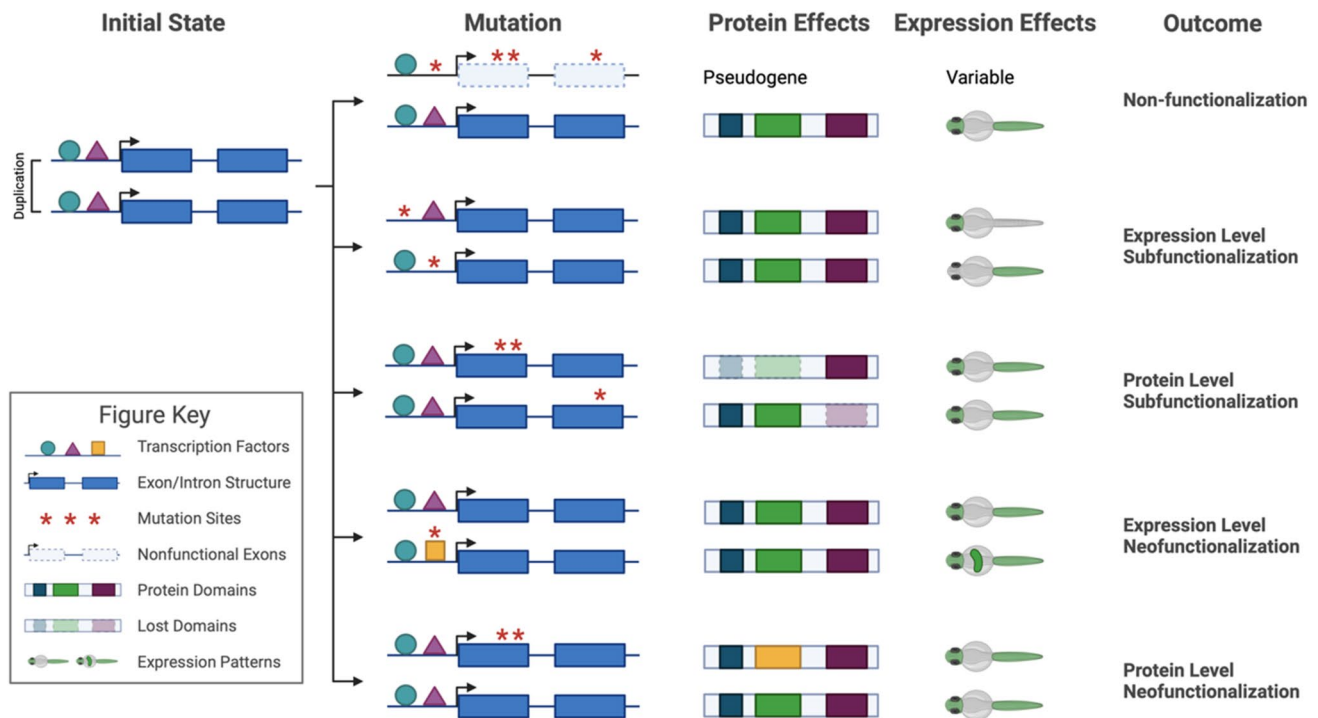 Initial State
Mutation
Protein Effects
Expression Effects
Outcome
Duplication
Pseudogene
Variable
Non-functionalization
Expression Level
Subfunctionalization
Protein Level
Subfunctionalization
Expression Level
Neofunctionalization
Protein Level
Neofunctionalization
Figure Key
Transcription Factors
Exon/Intron Structure
Mutation Sites
Nonfunctional Exons
Protein Domains
Lost Domains
Expression Patterns